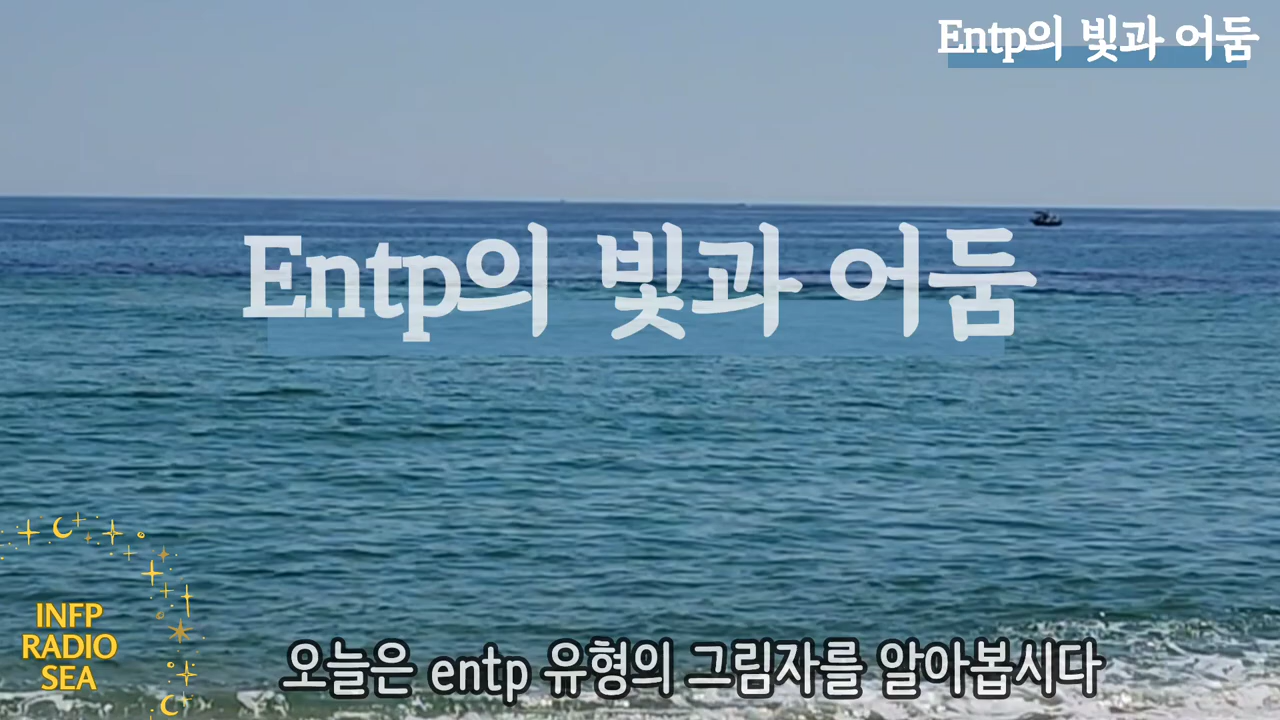 Entp의 빛과 어둠
Entp의 빛과 어둠
INFP
RADIO
SEA
오늘은 entp 유형의 그림자를 알아봅시다